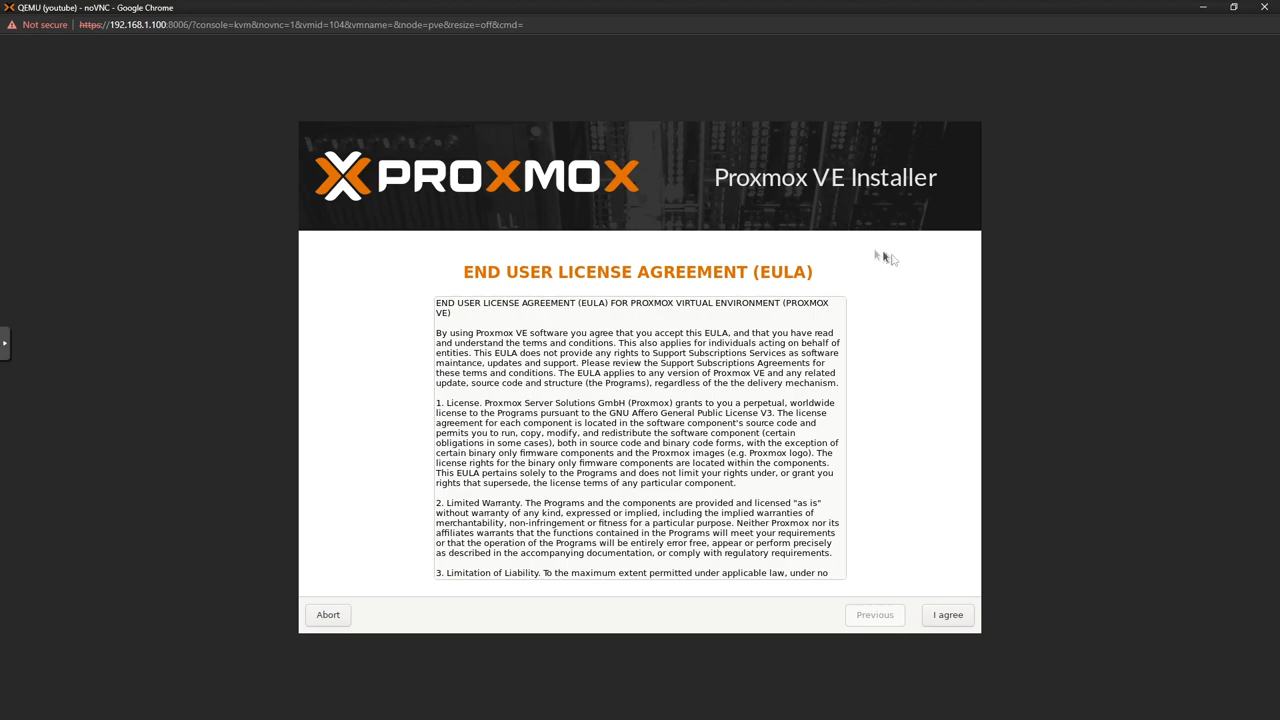 QEMU (youtube) - noVNC - Google Chrome
Not secure
https://192.168.1.100:8006/?console=kvm&novnc=1&vmid=104&vmname=&node=pve&resize=off&cmd=
PROXMOX
Proxmox VE Installer
END USER LICENSE AGREEMENT (EULA)
END USER LICENSE AGREEMENT (EULA) FOR PROXMOX VIRTUAL ENVIRONMENT (PROXMOX
VE)
By using Proxmox VE software you agree that you accept this EULA, and that you have read
and understand the terms and conditions. This also applies for individuals acting on behalf of
entities. This EULA does not provide any rights to Support Subscriptions Services as software
maintance, updates and support. Please review the Support Subscriptions Agreements for
these terms and conditions. The EULA applies to any version of Proxmox VE and any related
update, source code and structure (the Programs), regardless of the the delivery mechanism.
1. License. Proxmox Server Solutions GmbH (Proxmox) grants to you a perpetual, worldwide
license to the Programs pursuant to the GNU Affero General Public License V3. The license
agreement for each component is located in the software component's source code and
permits you to run, copy, modify, and redistribute the software component (certain
obligations in some cases), both in source code and binary code forms, with the exception of
certain binary only firmware components and the Proxmox images (e.g. Proxmox logo). The
license rights for the binary only firmware components are located within the components.
This EULA pertains solely to the Programs and does not limit your rights under, or grant you
rights that supersede, the license terms of any particular component.
2. Limited Warranty. The Programs and the components are provided and licensed "as is"
without warranty of any kind, expressed or implied, including the implied warranties of
merchantability, non-infringement or fitness for a particular purpose. Neither Proxmox nor its
affiliates warrants that the functions contained in the Programs will meet your requirements
or that the operation of the Programs will be entirely error free, appear or perform precisely
as described in the accompanying documentation, or comply with regulatory requirements.
3. Limitation of Liability. To the maximum extent permitted under applicable law, under no
Abort
Previous
I agree